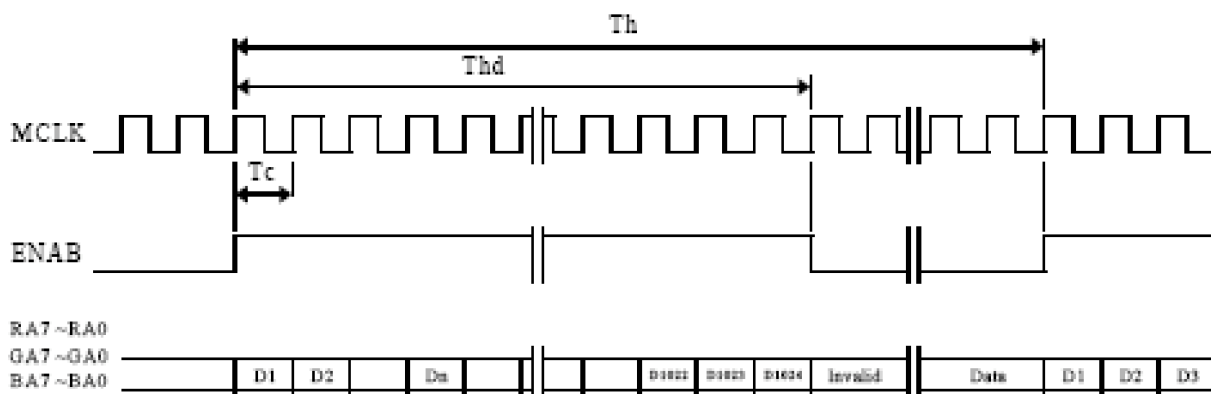 Th
Thd
MCLK
Tc
ENAB
RA7~RA0
GA7~GA0
BA7~BA0
D1 D2 Dn D1022 D1023 D1024 Invalid Data D1 D2 D3